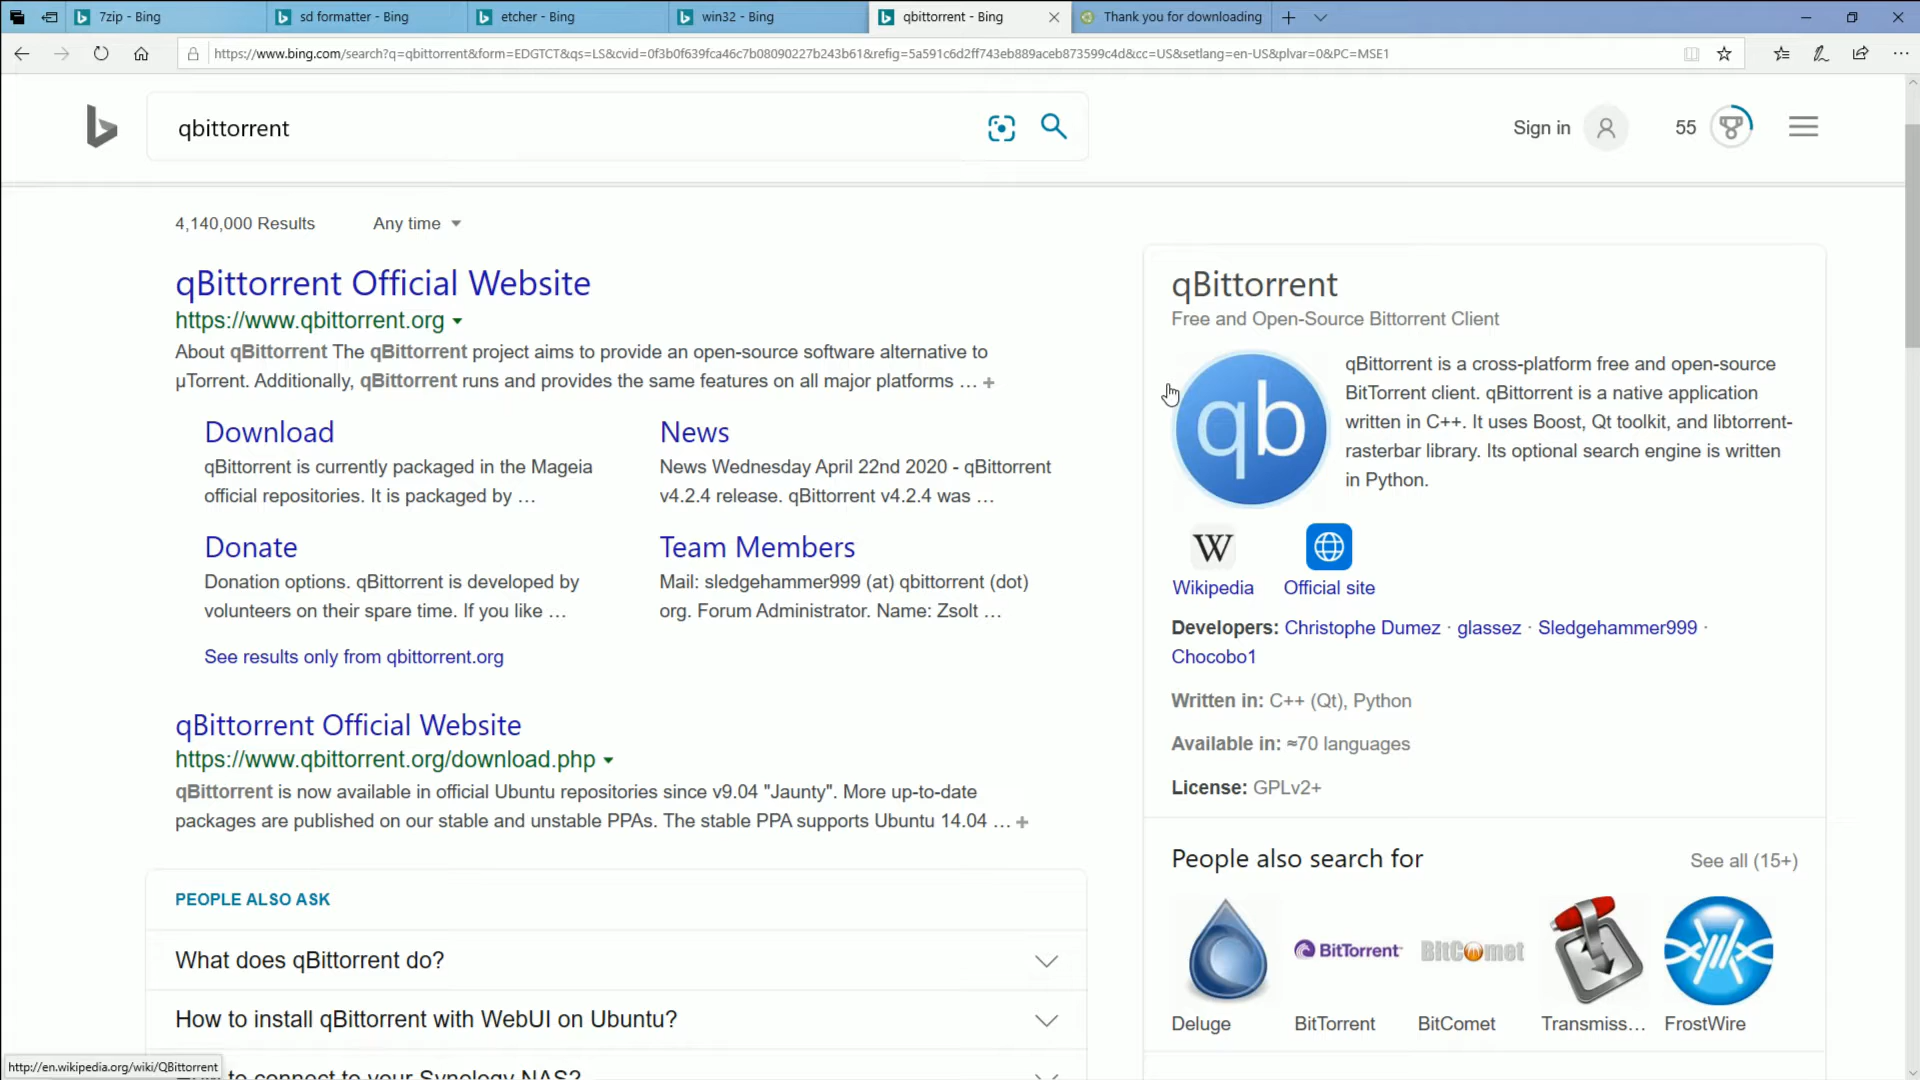 7zip - Bing
sd formatter - Bing
etcher - Bing
win32 - Bing
qbittorrent - Bing
Thank you for downloading
https://www.bing.com/search?q=qbittorrent&form=EDGTCT&qs=LS&cvid=0f3b0f639fca46c7b08090227b243b61&refig=5a591c6d2ff743eb889aceb873599c4d&cc=US&setlang=en-US&plvar=0&PC=MSE1
qbittorrent
Sign in
55
4,140,000 Results
Any time
qBittorrent Official Website
https://www.qbittorrent.org
About qBittorrent The qBittorrent project aims to provide an open-source software alternative to
µTorrent. Additionally, qBittorrent runs and provides the same features on all major platforms …
Download
qBittorrent is currently packaged in the Mageia
official repositories. It is packaged by …
News
News Wednesday April 22nd 2020 - qBittorrent
v4.2.4 release. qBittorrent v4.2.4 was …
Donate
Donation options. qBittorrent is developed by
volunteers on their spare time. If you like …
Team Members
Mail: sledgehammer999 (at) qbittorrent (dot)
org. Forum Administrator. Name: Zsolt …
See results only from qbittorrent.org
qBittorrent Official Website
https://www.qbittorrent.org/download.php
qBittorrent is now available in official Ubuntu repositories since v9.04 "Jaunty". More up-to-date
packages are published on our stable and unstable PPAs. The stable PPA supports Ubuntu 14.04 …
PEOPLE ALSO ASK
What does qBittorrent do?
How to install qBittorrent with WebUI on Ubuntu?
to connect to your Synology NAS?
http://en.wikipedia.org/wiki/QBittorrent
qBittorrent
Free and Open-Source Bittorrent Client
qb
qBittorrent is a cross-platform free and open-source
BitTorrent client. qBittorrent is a native application
written in C++. It uses Boost, Qt toolkit, and libtorrent-
rasterbar library. Its optional search engine is written
in Python.
W
Wikipedia
Official site
Developers: Christophe Dumez · glassez · Sledgehammer999 ·
Chocobo1
Written in: C++ (Qt), Python
Available in: ≈70 languages
License: GPLv2+
People also search for
See all (15+)
BitTorrent
BitComet
Deluge
BitTorrent
BitComet
Transmiss...
FrostWire